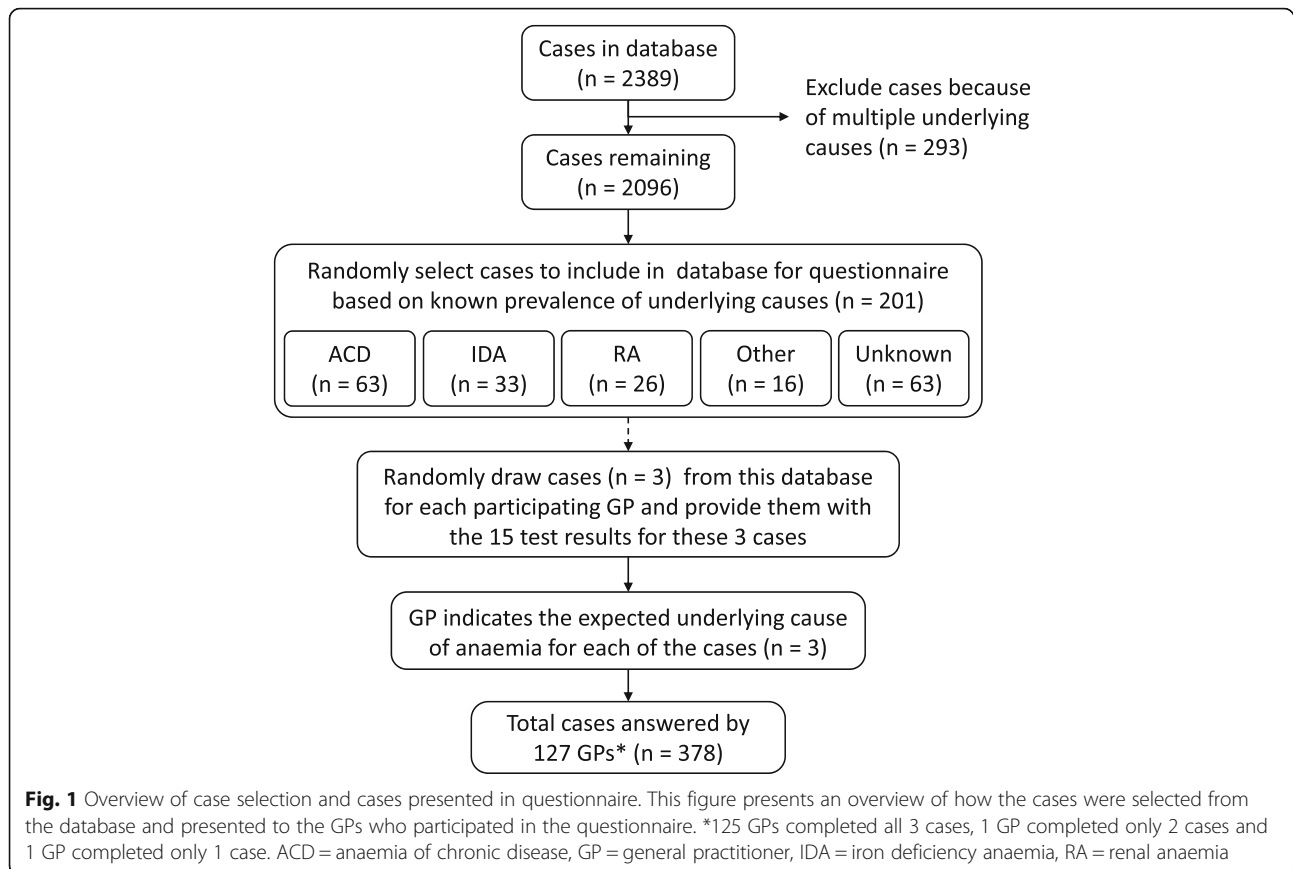 Cases in database
(n = 2389)
Exclude cases because
of multiple underlying
causes (n = 293)
Cases remaining
(n = 2096)
Randomly select cases to include in database for questionnaire
based on known prevalence of underlying causes (n = 201)
ACD
(n = 63)
IDA
(n = 33)
RA
(n = 26)
Other
(n = 16)
Unknown
(n = 63)
Randomly draw cases (n = 3) from this database
for each participating GP and provide them with
the 15 test results for these 3 cases
GP indicates the expected underlying cause
of anaemia for each of the cases (n = 3)
Total cases answered by
127 GPs* (n = 378)
Fig. 1 Overview of case selection and cases presented in questionnaire. This figure presents an overview of how the cases were selected from
the database and presented to the GPs who participated in the questionnaire. *125 GPs completed all 3 cases, 1 GP completed only 2 cases and
1 GP completed only 1 case. ACD = anaemia of chronic disease, GP = general practitioner, IDA = iron deficiency anaemia, RA = renal anaemia